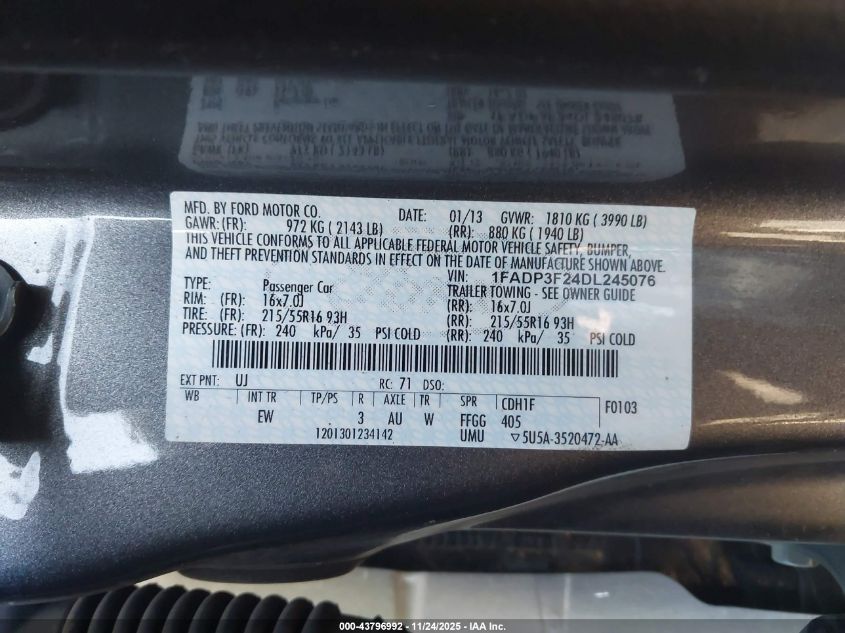 MFD. BY FORD MOTOR CO. DATE: 01/13 GVWR: 1810 KG ( 3990 LB)
GAWR: (FR): 972 KG ( 2143 LB) (RR): 880 KG ( 1940 LB)
THIS VEHICLE CONFORMS TO ALL APPLICABLE FEDERAL MOTOR VEHICLE SAFETY, BUMPER,
AND THEFT PREVENTION STANDARDS IN EFFECT ON THE DATE OF MANUFACTURE SHOWN ABOVE.
VIN: 1FADP3F24DL245076
TYPE: Passenger Car TRAILER TOWING - SEE OWNER GUIDE
RIM: (FR): 16x7.0J (RR): 16x7.0J
TIRE: (FR): 215/55R16 93H (RR): 215/55R16 93H
PRESSURE: (FR): 240 kPa/ 35 PSI COLD (RR): 240 kPa/ 35 PSI COLD
EXT PNT: UJ RC: 71 DSO:
WB INT TR TP/PS R AXLE TR SPR CDH1F F0103
EW 3 AU W FFGG 405
1201301234142 UMU ▽5U5A-3520472-AA
000-43796992 - 11/24/2025 - IAA Inc.